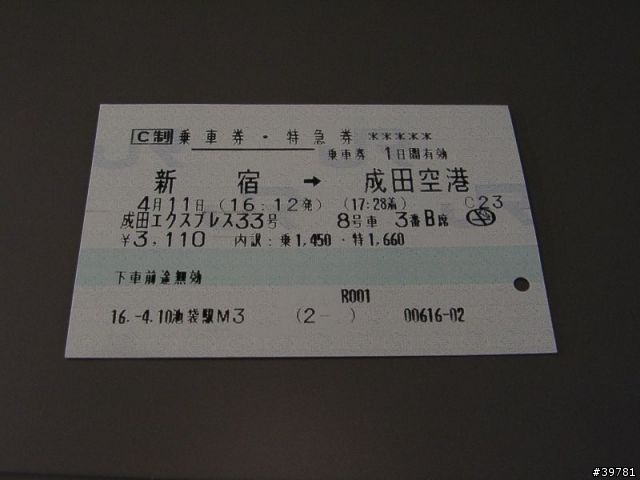 C制 乗車券・特急券 *****
乗車券 1日間有効
新宿 → 成田空港
4月11日 (16:12発) (17:28着) C23
成田エクスプレス33号 8号車 3番B席
¥3,110 内訳:乗1,450・特1,660
下車前途無効
R001
16.-4.10池袋駅M3 (2- ) 00616-02
#39781